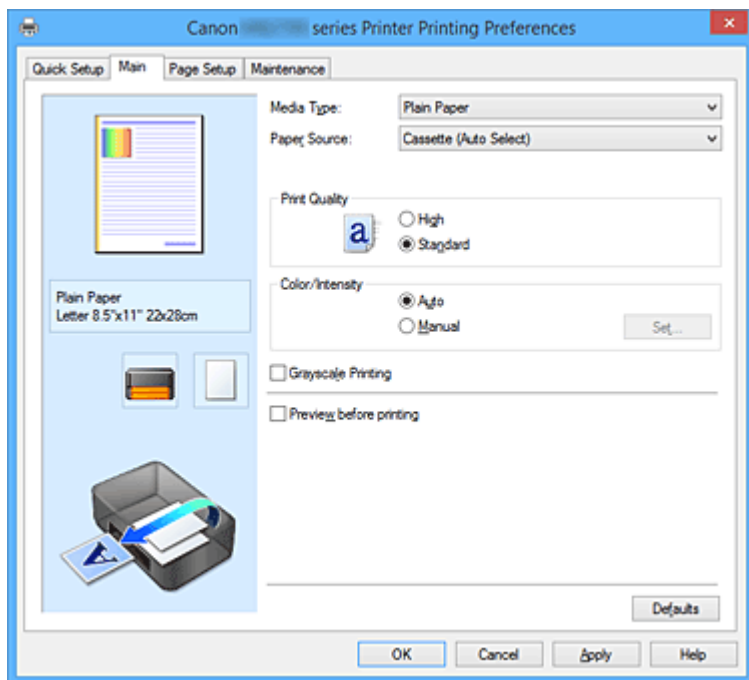 Canon series Printer Printing Preferences
Quick Setup Main Page Setup Maintenance
Media Type: Plain Paper
Paper Source: Cassette (Auto Select)
Print Quality
a
High
Standard
Plain Paper
Letter 8.5"x11" 22x28cm
Color/Intensity
Auto
Manual Set...
Grayscale Printing
Preview before printing
A
Defaults
OK Cancel Apply Help